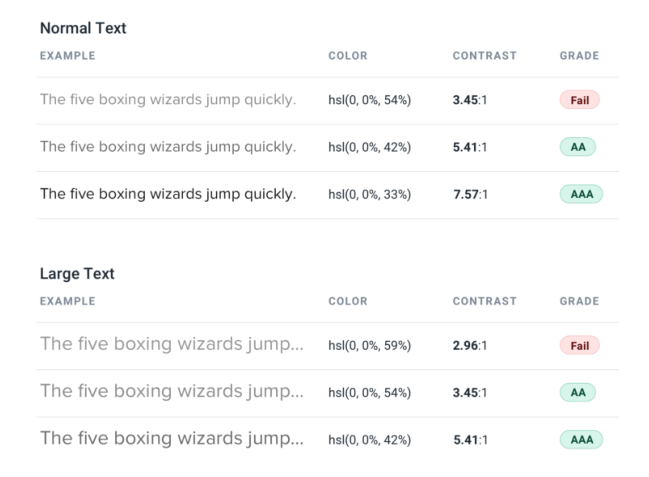 Normal Text
EXAMPLE COLOR CONTRAST GRADE
The five boxing wizards jump quickly. hsl(0, 0%, 54%) 3.45:1 Fail
The five boxing wizards jump quickly. hsl(0, 0%, 42%) 5.41:1 AA
The five boxing wizards jump quickly. hsl(0, 0%, 33%) 7.57:1 AAA
Large Text
EXAMPLE COLOR CONTRAST GRADE
The five boxing wizards jump... hsl(0, 0%, 59%) 2.96:1 Fail
The five boxing wizards jump... hsl(0, 0%, 54%) 3.45:1 AA
The five boxing wizards jump... hsl(0, 0%, 42%) 5.41:1 AAA